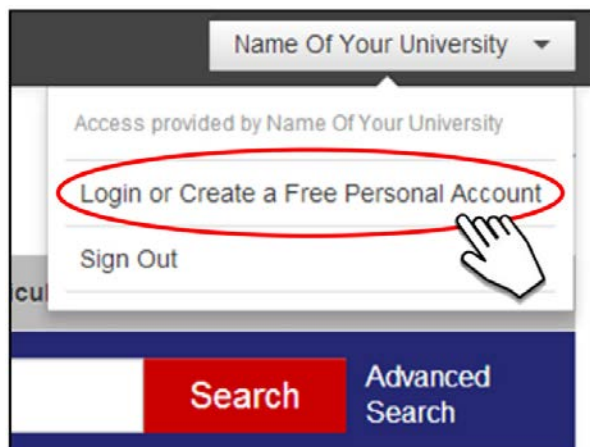 Name Of Your University
Access provided by Name Of Your University
Login or Create a Free Personal Account
Sign Out
icul
Search
Advanced
Search